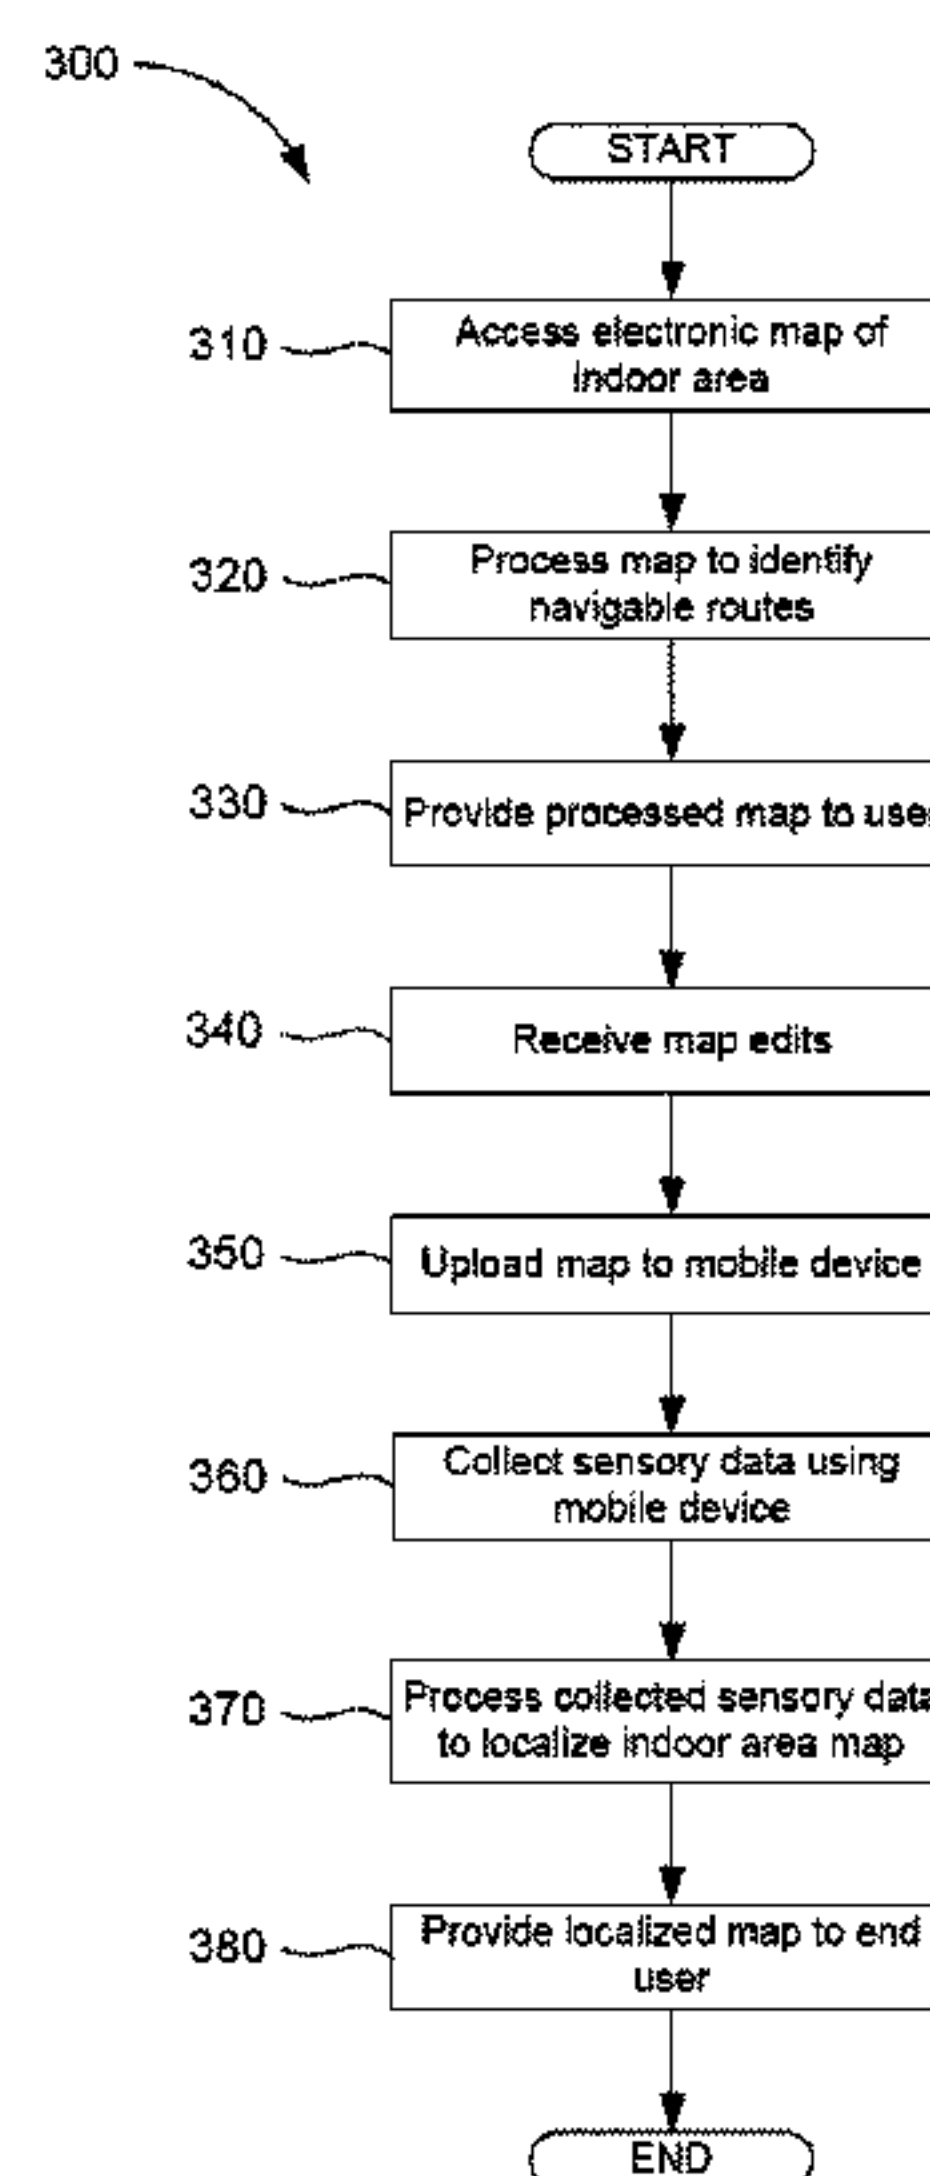 300
START
310
Access electronic map of
indoor area
320
Process map to identify
navigable routes
330
Provide processed map to user
340
Receive map edits
350
Upload map to mobile device
360
Collect sensory data using
mobile device
370
Process collected sensory data
to localize indoor area map
380
Provide localized map to end
user
END